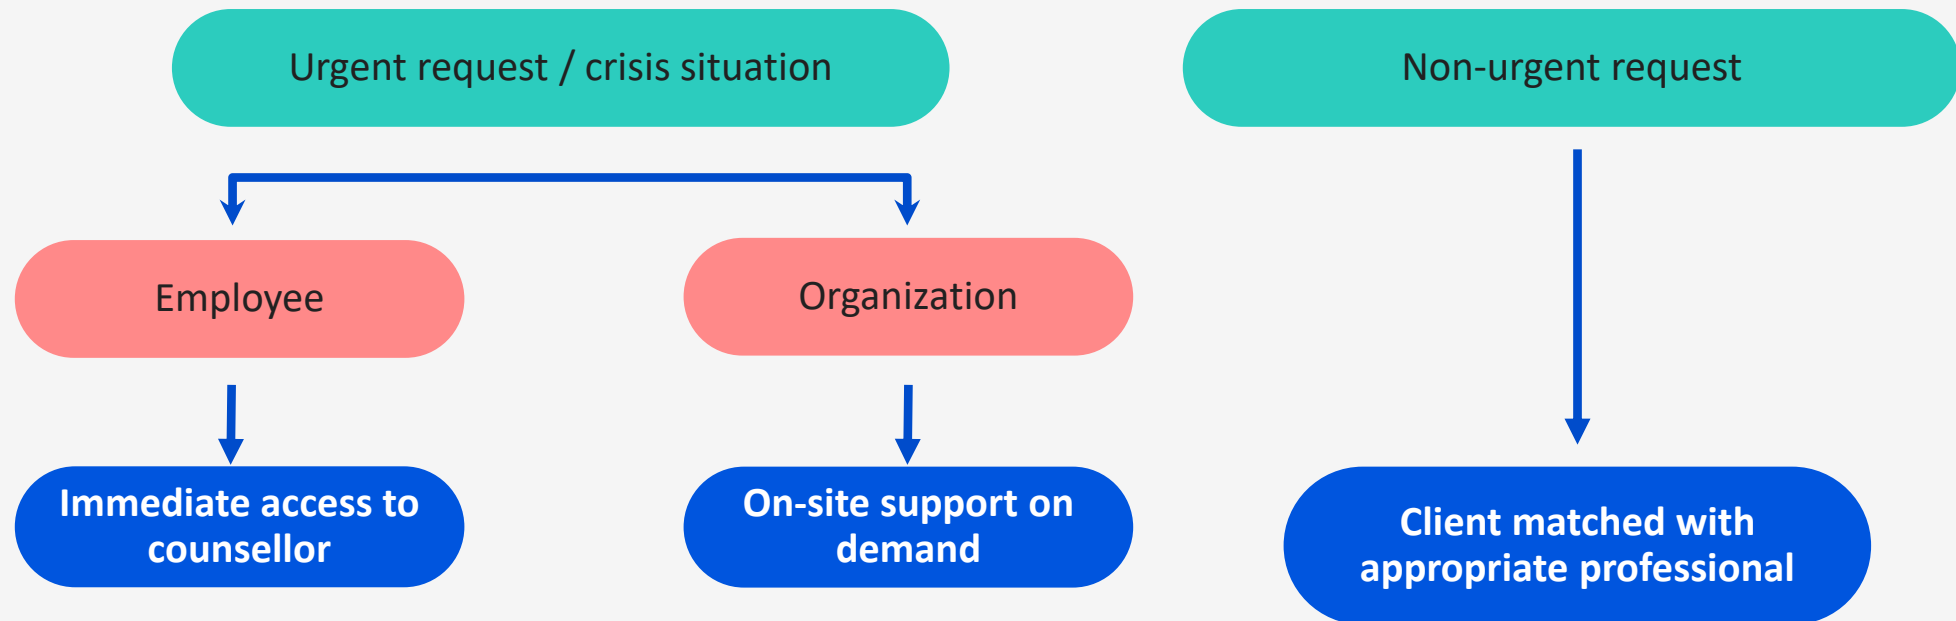 Urgent request / crisis situation
Non-urgent request
Employee
Organization
Immediate access to
counsellor
On-site support on
demand
Client matched with
appropriate professional